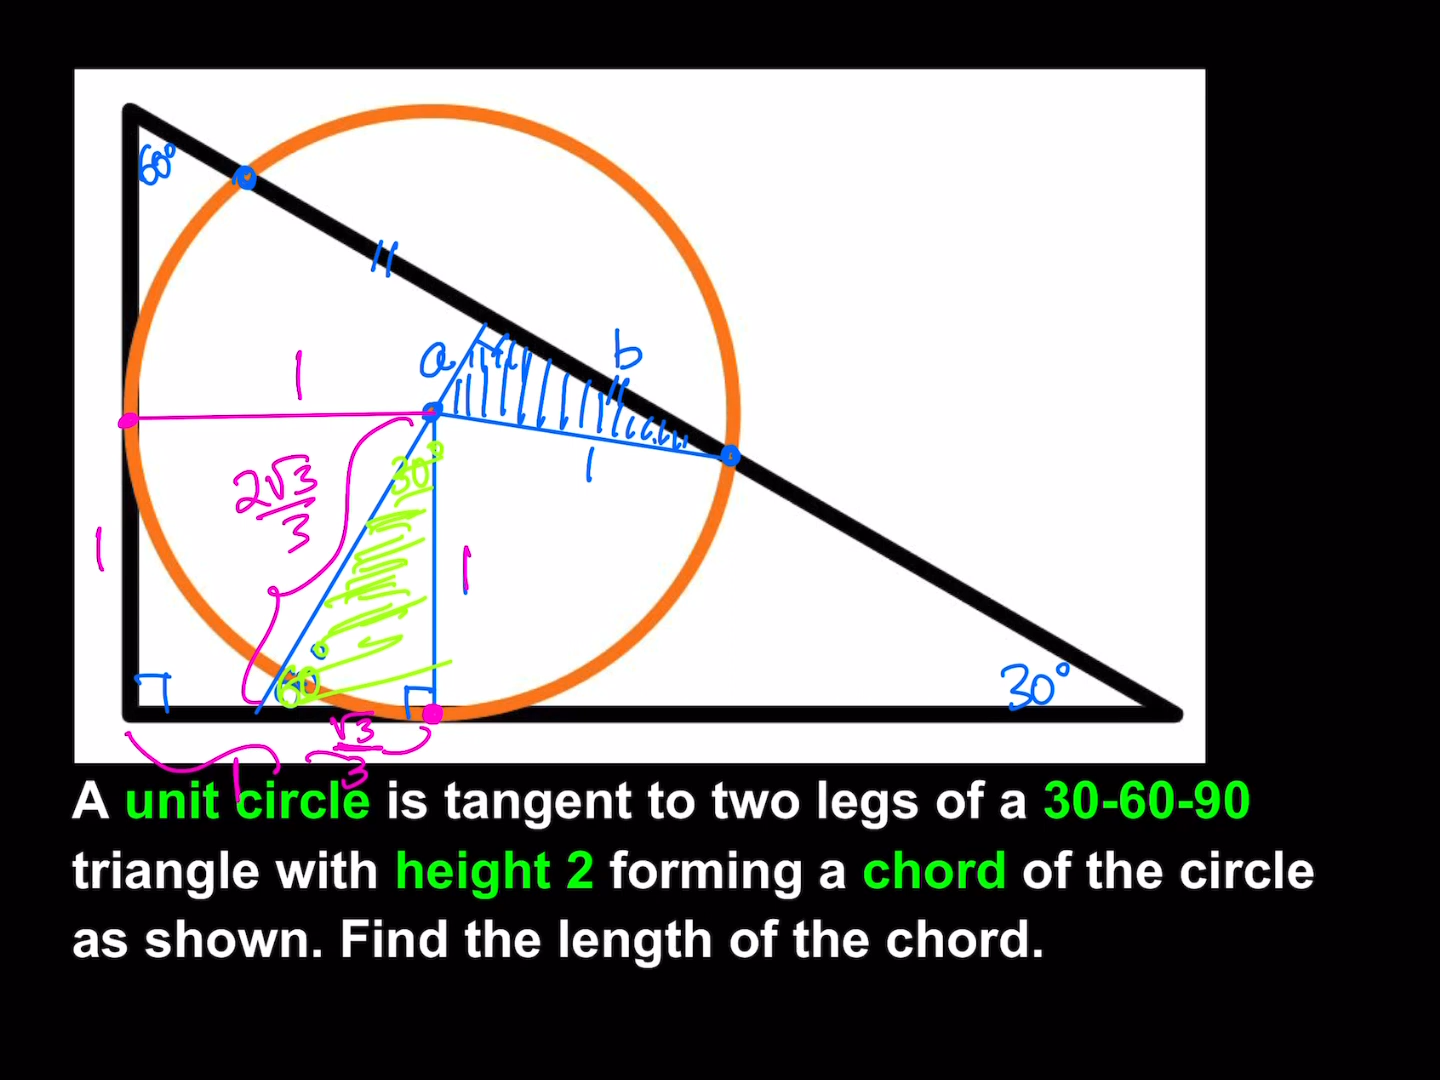 60°
a
b
1
1
2√3/3
30°
1
1
60°
30°
√3/3
1
A unit circle is tangent to two legs of a 30-60-90
triangle with height 2 forming a chord of the circle
as shown. Find the length of the chord.